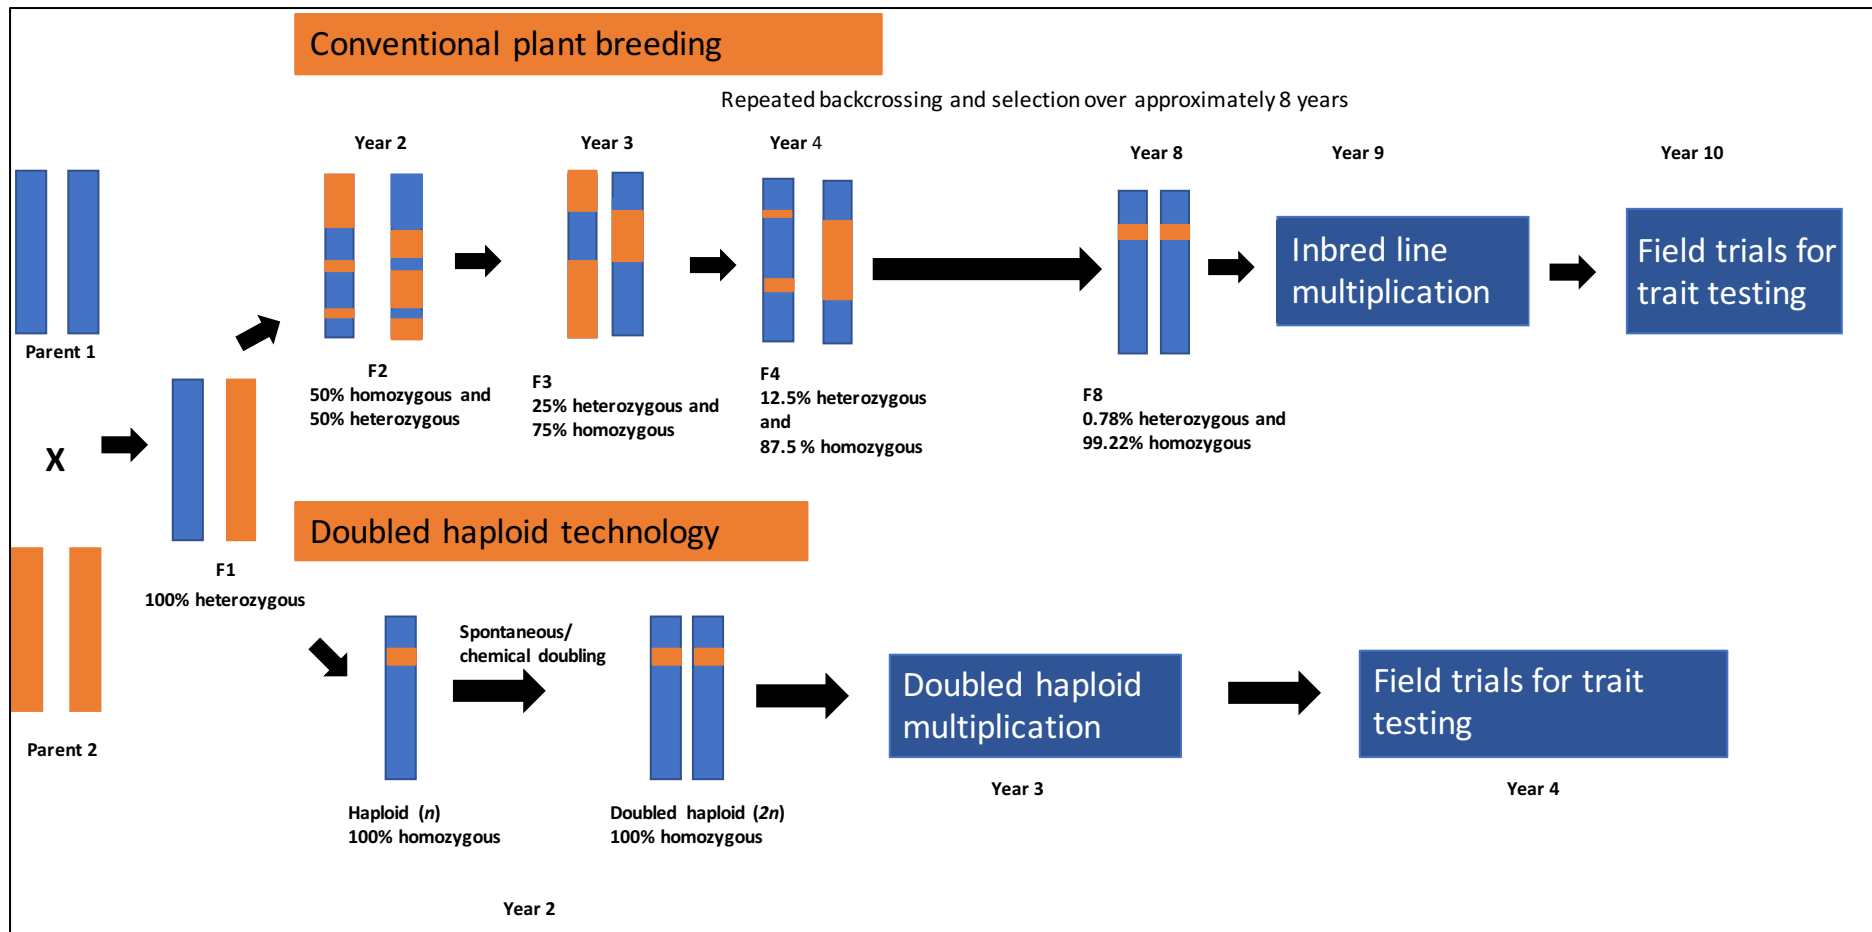 Conventional plant breeding
Repeated backcrossing and selection over approximately 8 years
Year 2
Year 3
Year 4
Year 8
Year 9
Year 10
Parent 1
X
Parent 2
F1
100% heterozygous
F2
50% homozygous and
50% heterozygous
F3
25% heterozygous and
75% homozygous
F4
12.5% heterozygous
and
87.5 % homozygous
F8
0.78% heterozygous and
99.22% homozygous
Inbred line
multiplication
Field trials for
trait testing
Doubled haploid technology
Haploid (n)
100% homozygous
Spontaneous/
chemical doubling
Doubled haploid (2n)
100% homozygous
Year 2
Doubled haploid
multiplication
Year 3
Field trials for trait
testing
Year 4